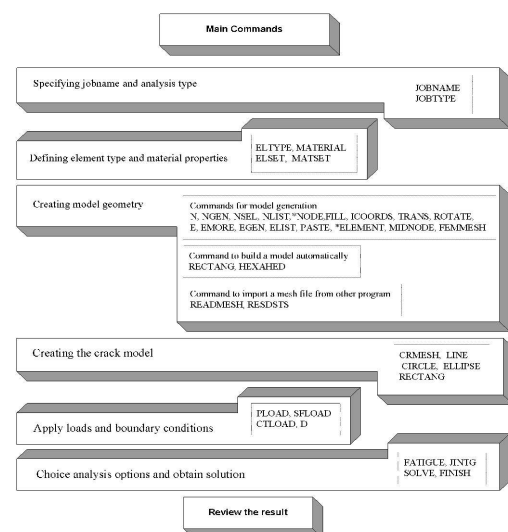 Main Commands
Specifying jobname and analysis type
JOBNAME
JOBTYPE
Defining element type and material properties
ELTYPE, MATERIAL
ELSET, MATSET
Creating model geometry
Commands for model generation
N, NGEN, NSEL, NLIST,*NODE,FILL, ICOORDS, TRANS, ROTATE,
E, EMORE, EGEN, ELIST, PASTE, *ELEMENT, MIDNODE, FEMMESH
Command to build a model automatically
RECTANG, HEXAHED
Command to import a mesh file from other program
READMESH, RESDSTS
Creating the crack model
CRMESH, LINE
CIRCLE, ELLIPSE
RECTANG
Apply loads and boundary conditions
PLOAD, SFLOAD
CTLOAD, D
Choice analysis options and obtain solution
FATIGUE, JINTG
SOLVE, FINISH
Review the result